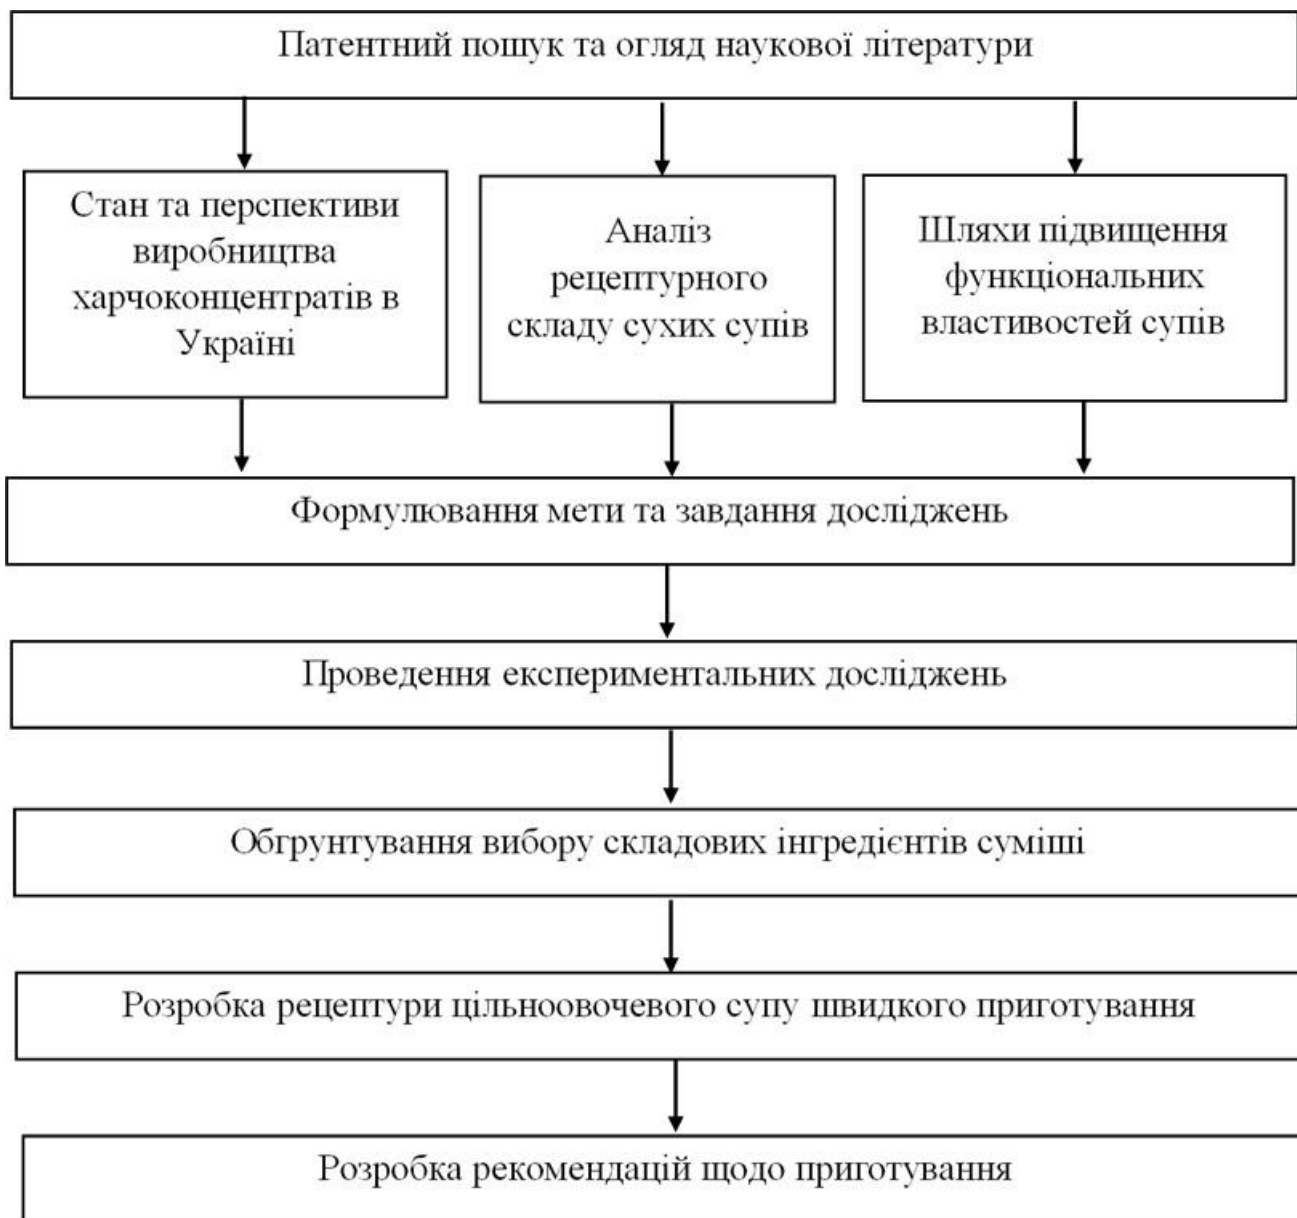 Патентний пошук та огляд наукової літератури
Стан та перспективи
виробництва
харчоконцентратів в
Україні
Аналіз
рецептурного
складу сухих супів
Шляхи підвищення
функціональних
властивостей супів
Формулювання мети та завдання досліджень
Проведення експериментальних досліджень
Обгрунтування вибору складових інгредієнтів суміші
Розробка рецептури цільноовочевого супу швидкого приготування
Розробка рекомендацій щодо приготування